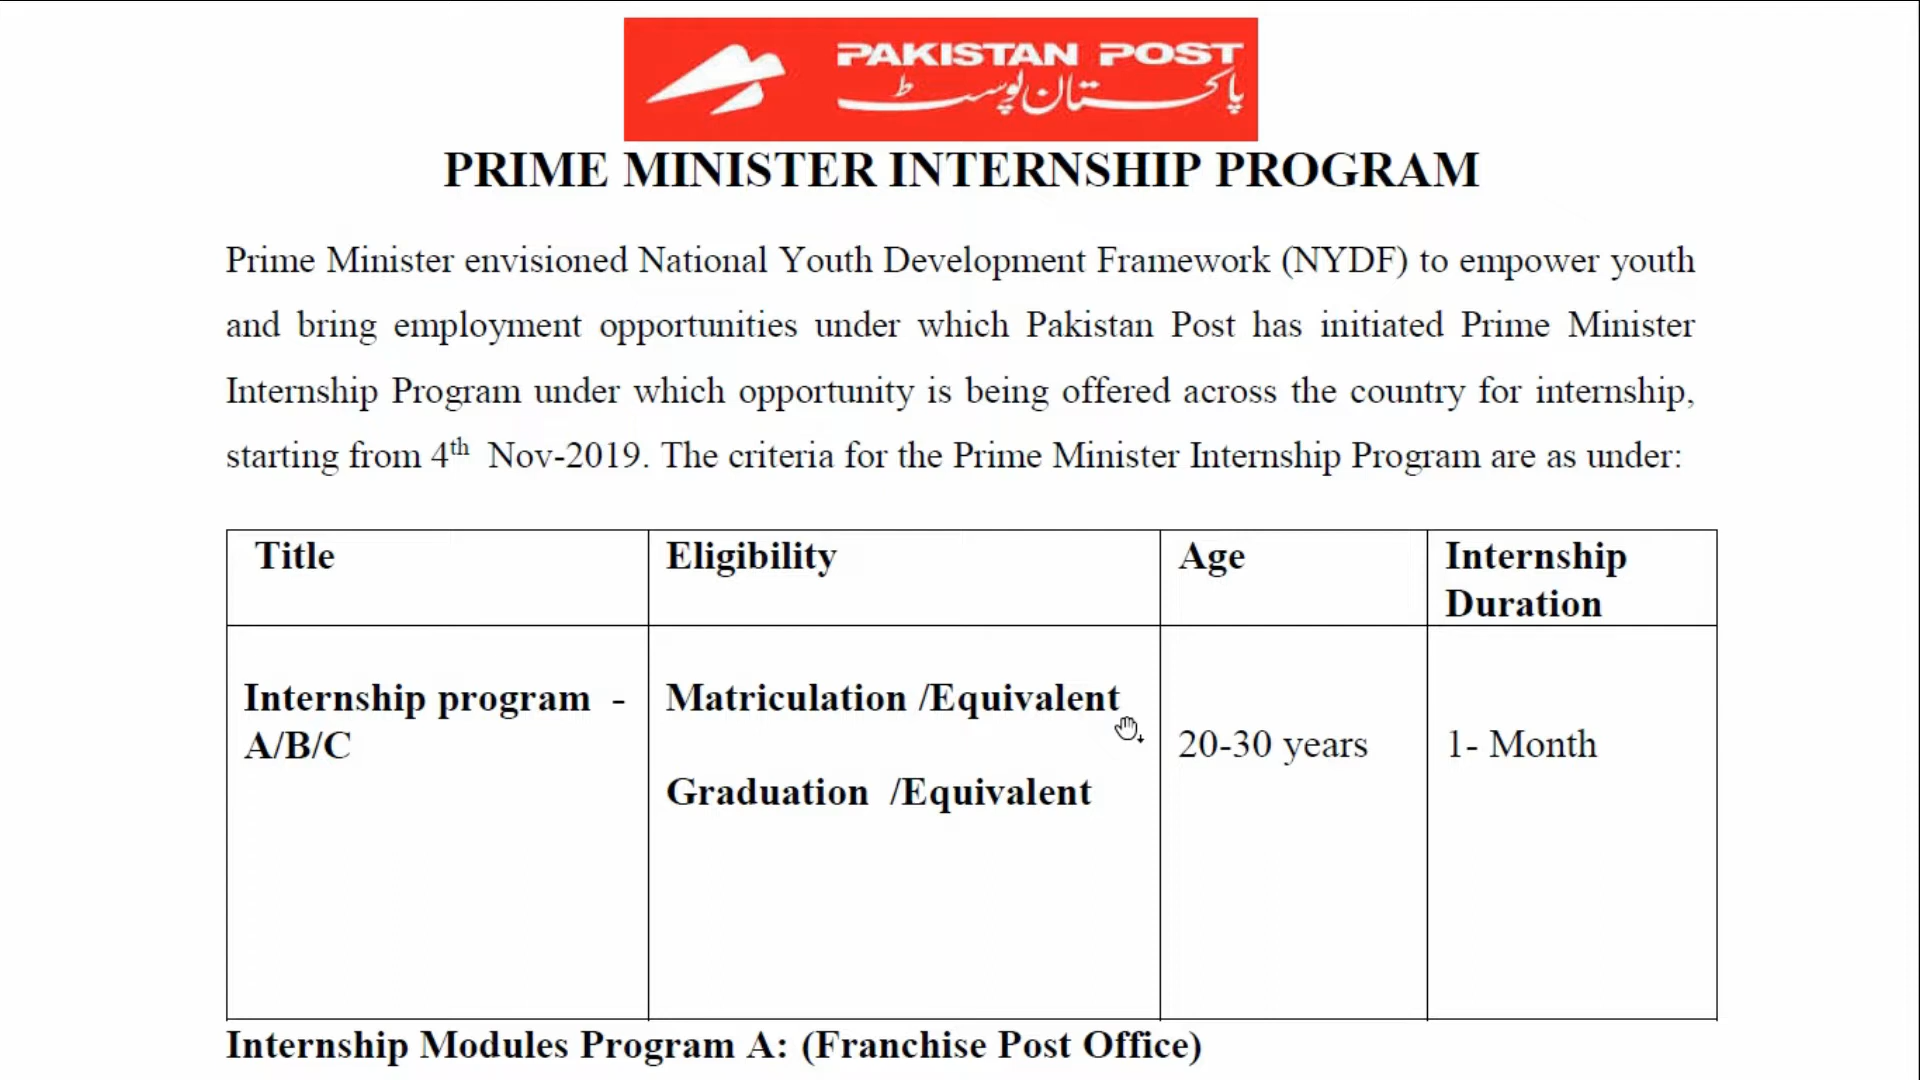 PAKISTAN POST
پاکستان پوسٹ
PRIME MINISTER INTERNSHIP PROGRAM
Prime Minister envisioned National Youth Development Framework (NYDF) to empower youth
and bring employment opportunities under which Pakistan Post has initiated Prime Minister
Internship Program under which opportunity is being offered across the country for internship,
starting from 4th Nov-2019. The criteria for the Prime Minister Internship Program are as under:
Title Eligibility Age Internship
Duration
Internship program - Matriculation /Equivalent
A/B/C 20-30 years 1- Month
Graduation /Equivalent
Internship Modules Program A: (Franchise Post Office)